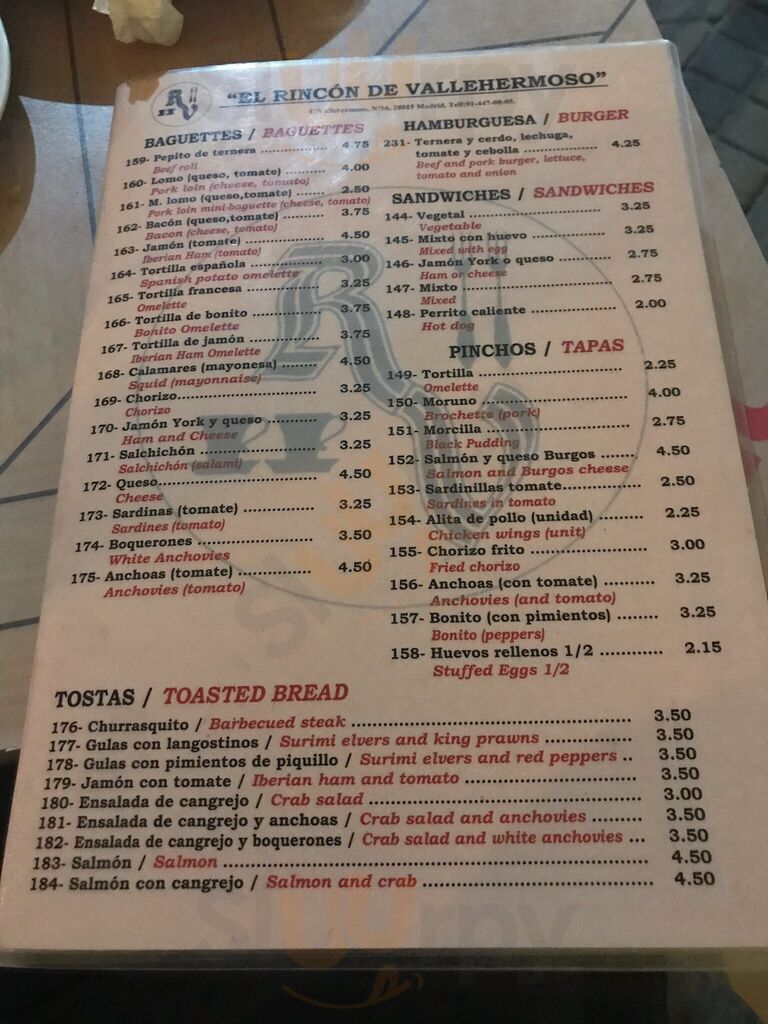 "EL RINCÓN DE VALLEHERMOSO"
C/Vallehermoso, Nº16, 28015 Madrid. Telf:91-447-08-05.
BAGUETTES / BAGUETTES
159- Pepito de ternera .......... 4.75
Beef roll
160- Lomo (queso, tomate) ........ 4.00
Pork loin (cheese, tomato)
161- M. lomo (queso,tomate) ....... 2.50
Pork loin mini-baguette (cheese, tomato)
162- Bacón (queso,tomate) ........ 3.75
Bacon (cheese, tomato)
163- Jamón (tomate) .......... 4.50
Iberian Ham (tomato)
164- Tortilla española .......... 3.00
Spanish potato omelette
165- Tortilla francesa .......... 3.25
Omelette
166- Tortilla de bonito .......... 3.75
Bonito Omelette
167- Tortilla de jamón .......... 3.75
Iberian Ham Omelette
168- Calamares (mayonesa) ....... 4.50
Squid (mayonnaise)
169- Chorizo.......... 3.25
Chorizo
170- Jamón York y queso .......... 3.25
Ham and Cheese
171- Salchichón .......... 3.25
Salchichón (salami)
172- Queso.......... 4.50
Cheese
173- Sardinas (tomate) .......... 3.25
Sardines (tomato)
174- Boquerones .......... 3.50
White Anchovies
175- Anchoas (tomate) .......... 4.50
Anchovies (tomato)
HAMBURGUESA / BURGER
231- Ternera y cerdo, lechuga,
tomate y cebolla .......... 4.25
Beef and pork burger, lettuce,
tomato and onion
SANDWICHES / SANDWICHES
144- Vegetal .......... 3.25
Vegetable
145- Mixto con huevo .......... 3.25
Mixed with egg
146- Jamón York o queso .......... 2.75
Ham or cheese
147- Mixto .......... 2.75
Mixed
148- Perrito caliente .......... 2.00
Hot dog
PINCHOS / TAPAS
149- Tortilla .......... 2.25
Omelette
150- Moruno .......... 4.00
Brochette (pork)
151- Morcilla .......... 2.75
Black Pudding
152- Salmón y queso Burgos ....... 4.50
Salmon and Burgos cheese
153- Sardinillas tomate.......... 2.50
Sardines in tomato
154- Alita de pollo (unidad) .......... 2.25
Chicken wings (unit)
155- Chorizo frito .......... 3.00
Fried chorizo
156- Anchoas (con tomate) .......... 3.25
Anchovies (and tomato)
157- Bonito (con pimientos) ........ 3.25
Bonito (peppers)
158- Huevos rellenos 1/2 ............ 2.15
Stuffed Eggs 1/2
TOSTAS / TOASTED BREAD
176- Churrasquito / Barbecued steak .......... 3.50
177- Gulas con langostinos / Surimi elvers and king prawns .......... 3.50
178- Gulas con pimientos de piquillo / Surimi elvers and red peppers .. 3.50
179- Jamón con tomate / Iberian ham and tomato .......... 3.50
180- Ensalada de cangrejo / Crab salad .......... 3.00
181- Ensalada de cangrejo y anchoas / Crab salad and anchovies ........ 3.50
182- Ensalada de cangrejo y boquerones / Crab salad and white anchovies ... 3.50
183- Salmón / Salmon .......... 4.50
184- Salmón con cangrejo / Salmon and crab .......... 4.50
Sluurpy